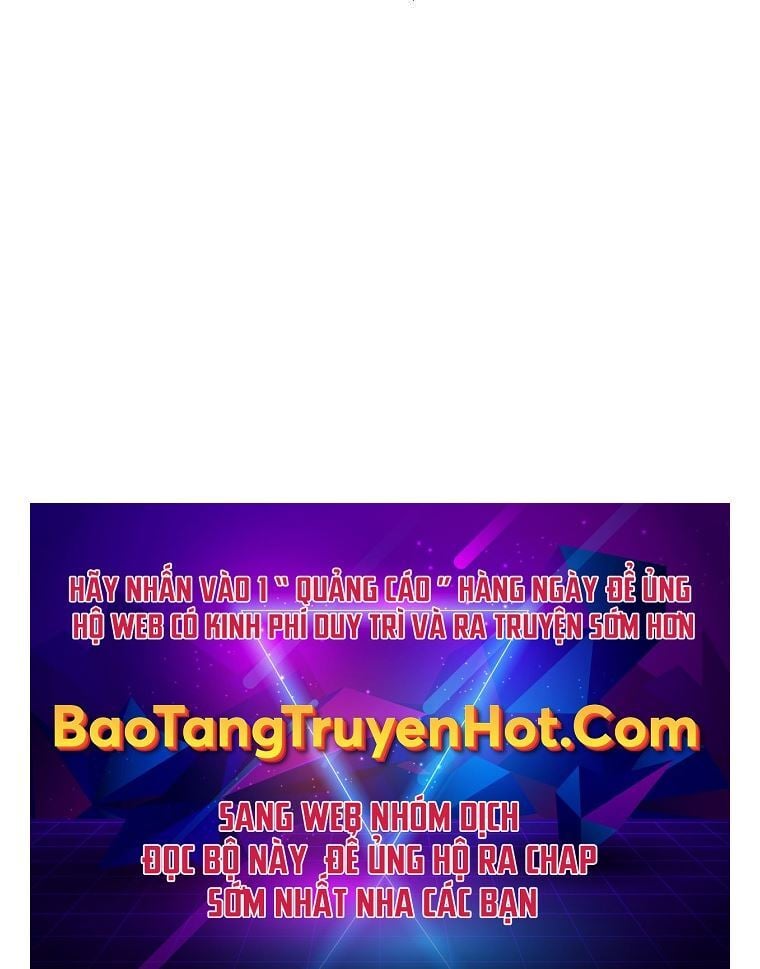 HÃY NHẤN VÀO 1 “ QUẢNG CÁO ” HÀNG NGÀY ĐỂ ỦNG
HỘ WEB CÓ KINH PHÍ DUY TRÌ VÀ RA TRUYỆN SỚM HƠN
BaoTangTruyenHot.Com
SANG WEB NHÓM DỊCH
ĐỌC BỘ NÀY ĐỂ ỦNG HỘ RA CHAP
SỚM NHẤT NHA CÁC BẠN